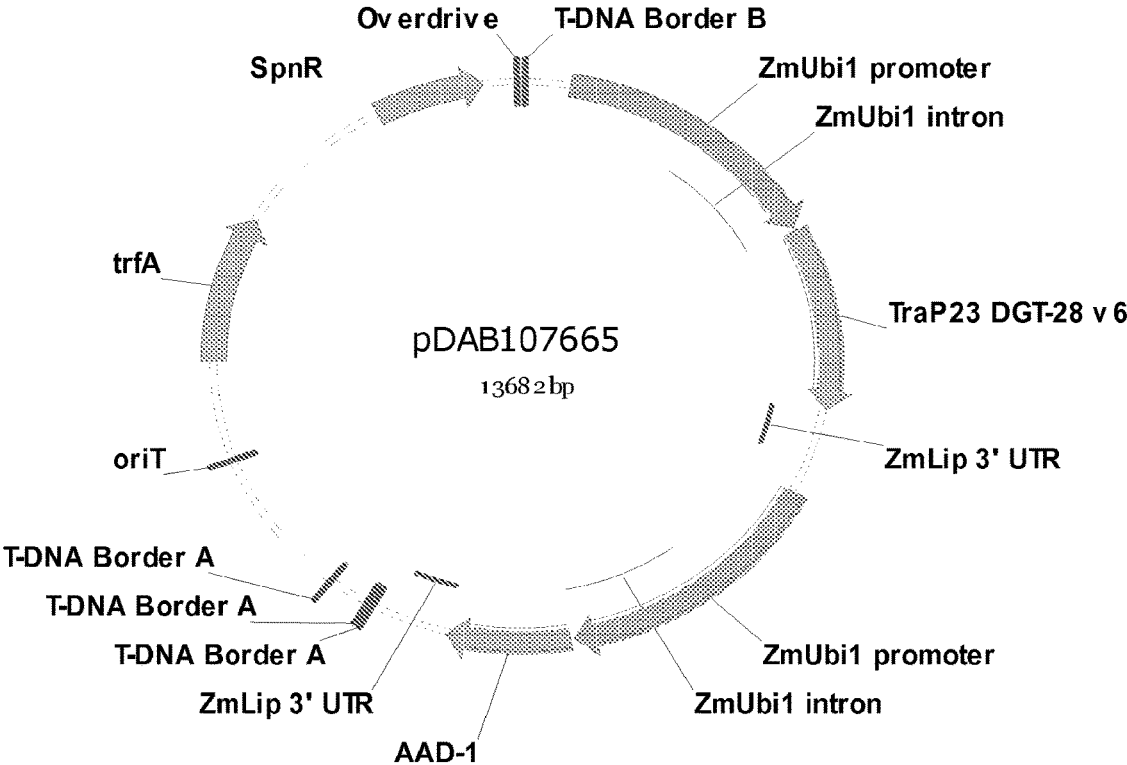 Overdrive
T-DNA Border B
SpnR
ZmUbi1 promoter
ZmUbi1 intron
trfA
TraP23 DGT-28 v6
pDAB107665
13682bp
oriT
ZmLip 3' UTR
T-DNA Border A
T-DNA Border A
T-DNA Border A
ZmUbi1 promoter
ZmLip 3' UTR
ZmUbi1 intron
AAD-1